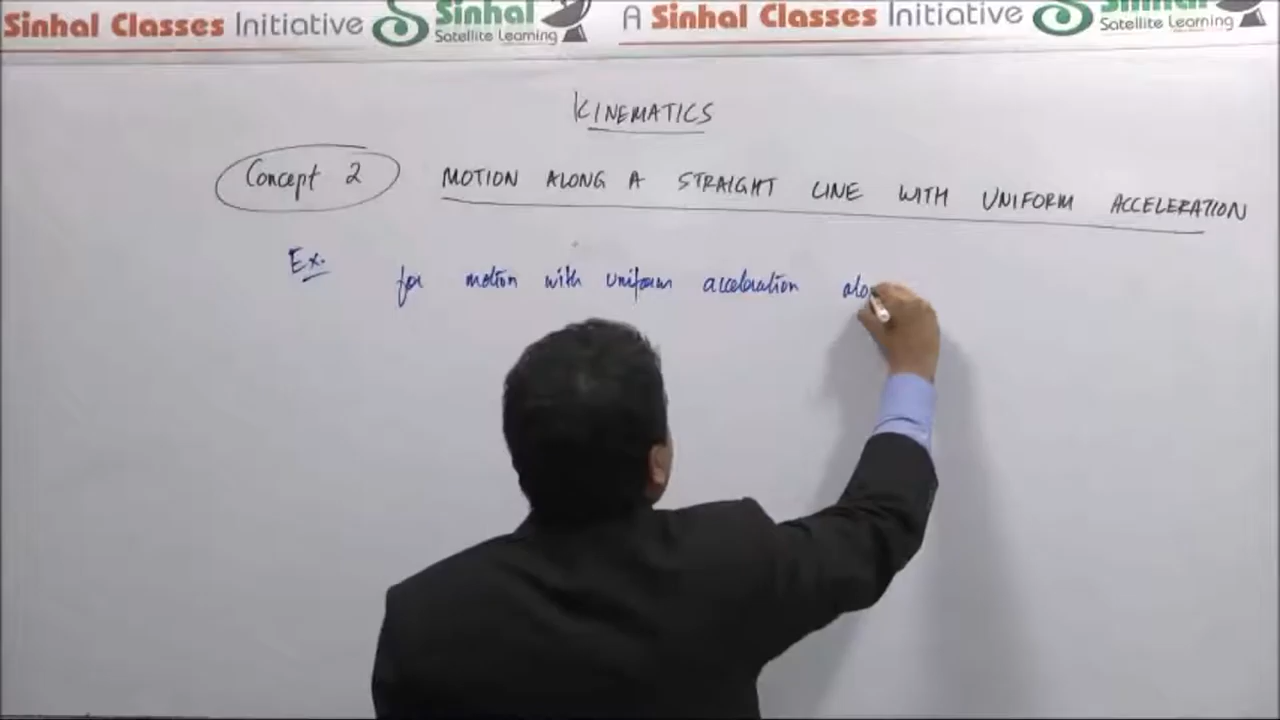 Sinhal Classes Initiative Sinhal Satellite Learning A Sinhal Classes Initiative Sinhal Satellite Learning
KINEMATICS
Concept 2 MOTION ALONG A STRAIGHT LINE WITH UNIFORM ACCELERATION
Ex. for motion with uniform acceleration alo